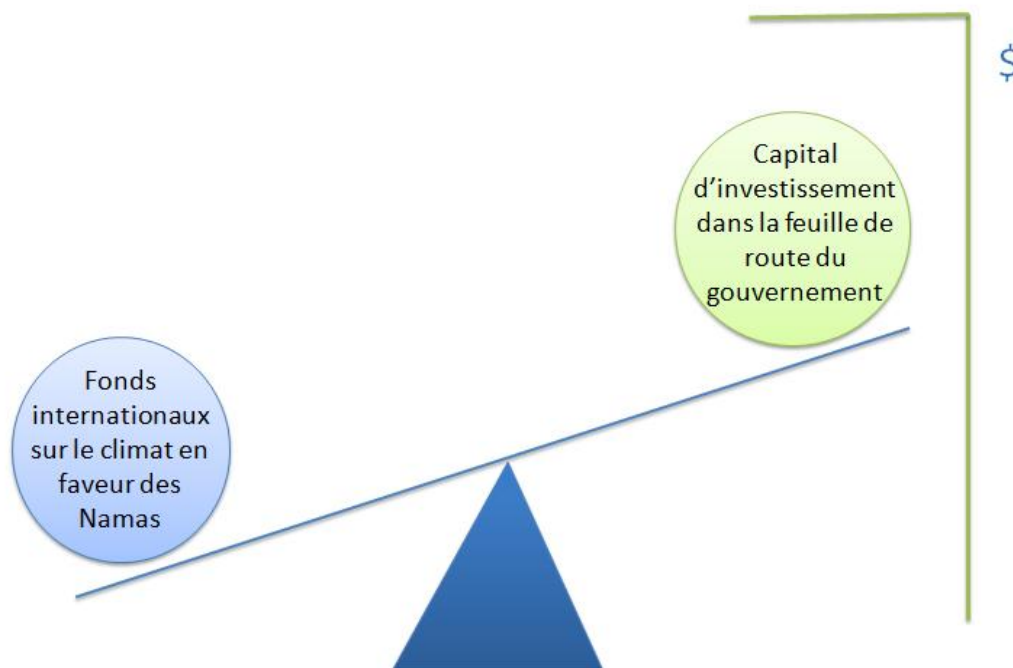 $
Capital
d’investissement
dans la feuille de
route du
gouvernement
Fonds
internationaux
sur le climat en
faveur des
Namas